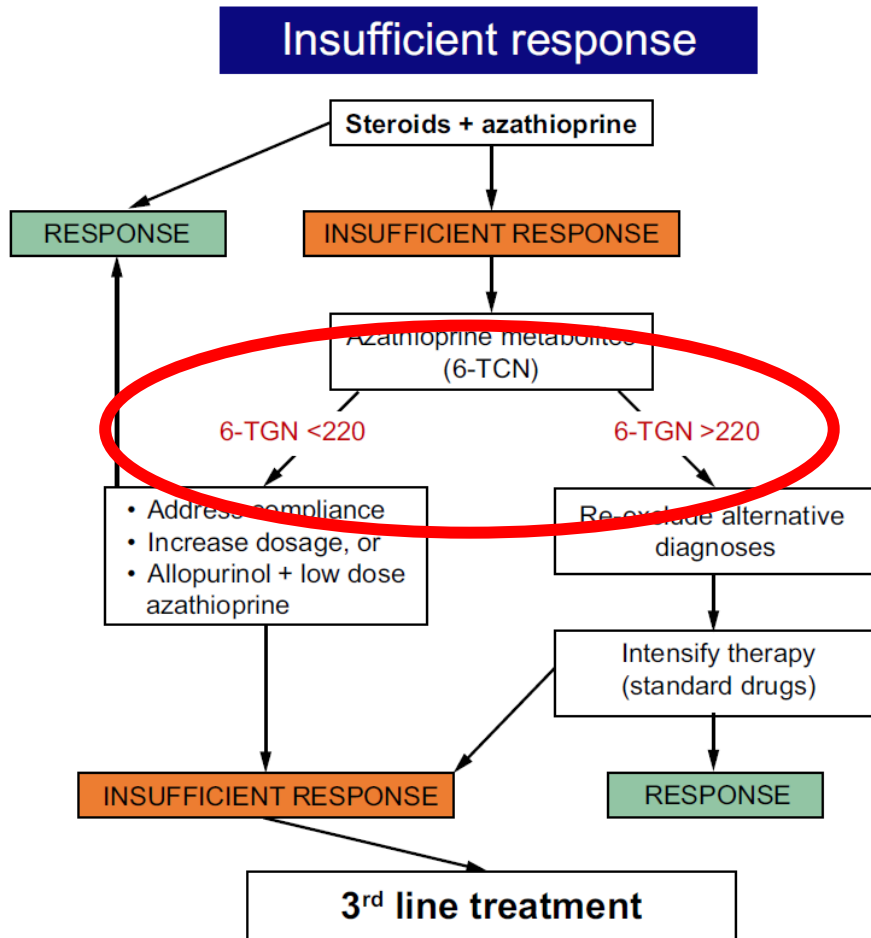 Insufficient response
Steroids + azathioprine
RESPONSE
INSUFFICIENT RESPONSE
Azathioprine metabolites
(6-TCN)
6-TGN <220
6-TGN >220
• Address compliance
• Increase dosage, or
• Allopurinol + low dose
azathioprine
Re-exclude alternative
diagnoses
Intensify therapy
(standard drugs)
INSUFFICIENT RESPONSE
RESPONSE
3rd line treatment